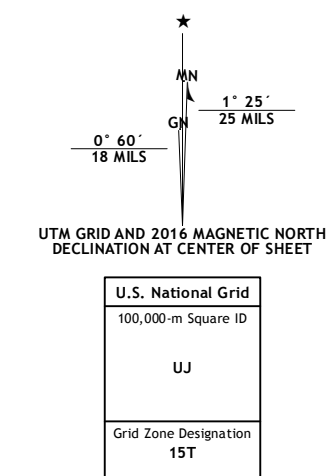 ★
MN
1° 25´
25 MILS
GN
0° 60´
18 MILS
UTM GRID AND 2016 MAGNETIC NORTH
DECLINATION AT CENTER OF SHEET
U.S. National Grid
100,000-m Square ID
UJ
Grid Zone Designation
15T